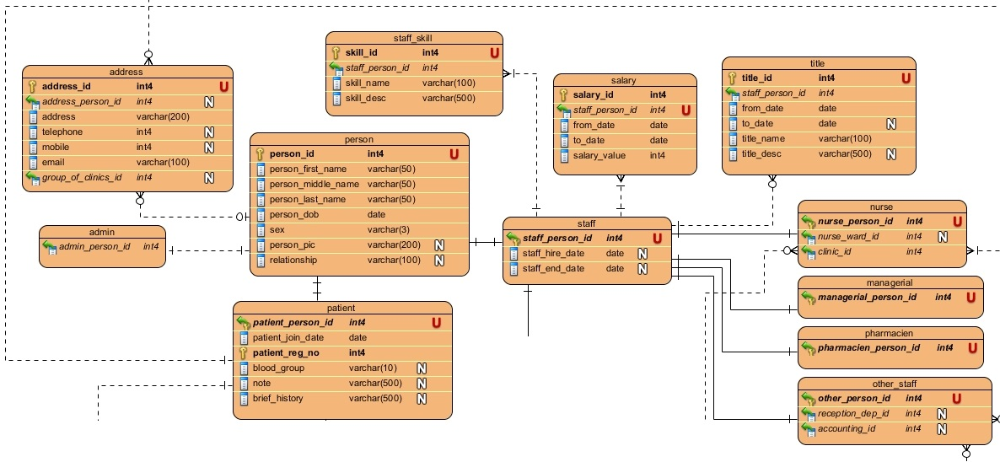 address
address_id int4 U
address_person_id int4 N
address varchar(200)
telephone int4 N
mobile int4 N
email varchar(100)
group_of_clinics_id int4 N
staff_skill
skill_id int4 U
staff_person_id int4
skill_name varchar(100)
skill_desc varchar(500)
salary
salary_id int4
staff_person_id int4 U
from_date date
to_date date
salary_value int4
title
title_id int4 U
staff_person_id int4
from_date date
to_date date N
title_name varchar(100)
title_desc varchar(500) N
person
person_id int4 U
person_first_name varchar(50)
person_middle_name varchar(50)
person_last_name varchar(50)
person_dob date
sex varchar(3)
person_pic varchar(200) N
relationship varchar(100) N
admin
admin_person_id int4
staff
staff_person_id int4 U
staff_hire_date date N
staff_end_date date N
nurse
nurse_person_id int4 U
nurse_ward_id int4 N
clinic_id int4
managerial
managerial_person_id int4 U
patient
patient_person_id int4 U
patient_join_date date
patient_reg_no int4
blood_group varchar(10) N
note varchar(500) N
brief_history varchar(500) N
pharmacien
pharmacien_person_id int4 U
other_staff
other_person_id int4 U
reception_dep_id int4 N
accounting_id int4 N